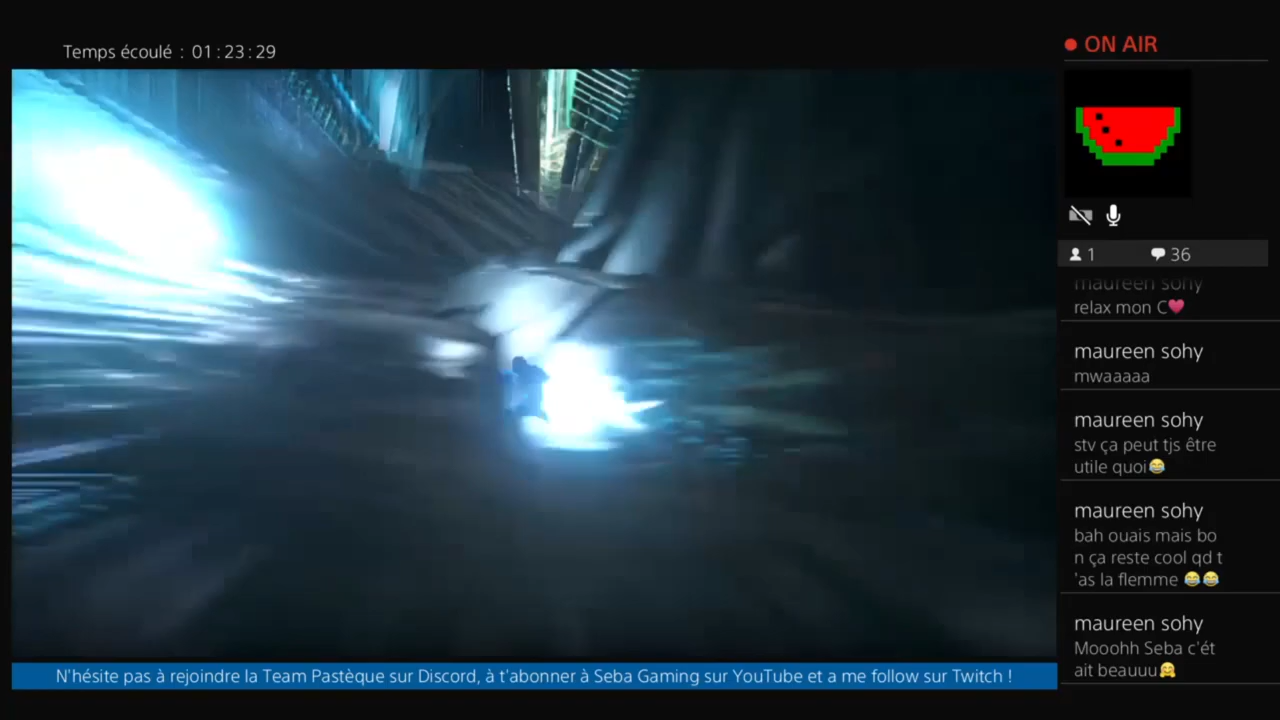 Temps écoulé : 01:23:29
ON AIR
1 36
maureen sohy
relax mon C❤
maureen sohy
mwaaaaa
maureen sohy
stv ça peut tjs être
utile quoi😂
maureen sohy
bah ouais mais bo
n ça reste cool qd t
'as la flemme 😂😂
maureen sohy
Mooohh Seba c'ét
ait beauuu🤗
N'hésite pas à rejoindre la Team Pastèque sur Discord, à t'abonner à Seba Gaming sur YouTube et a me follow sur Twitch !